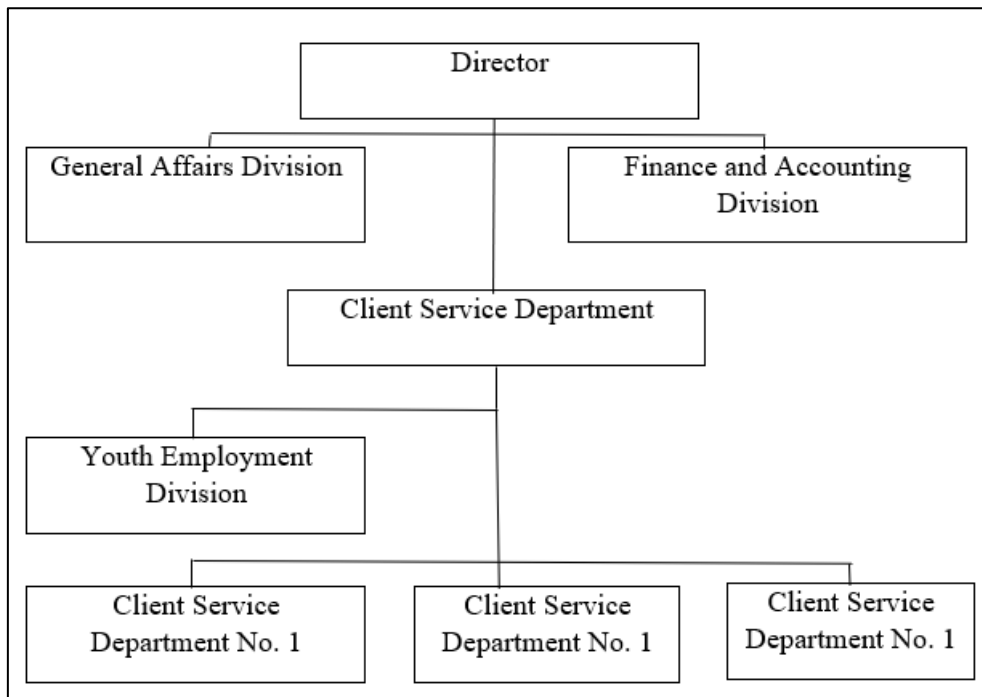 Director
General Affairs Division
Finance and Accounting
Division
Client Service Department
Youth Employment
Division
Client Service
Department No. 1
Client Service
Department No. 1
Client Service
Department No. 1